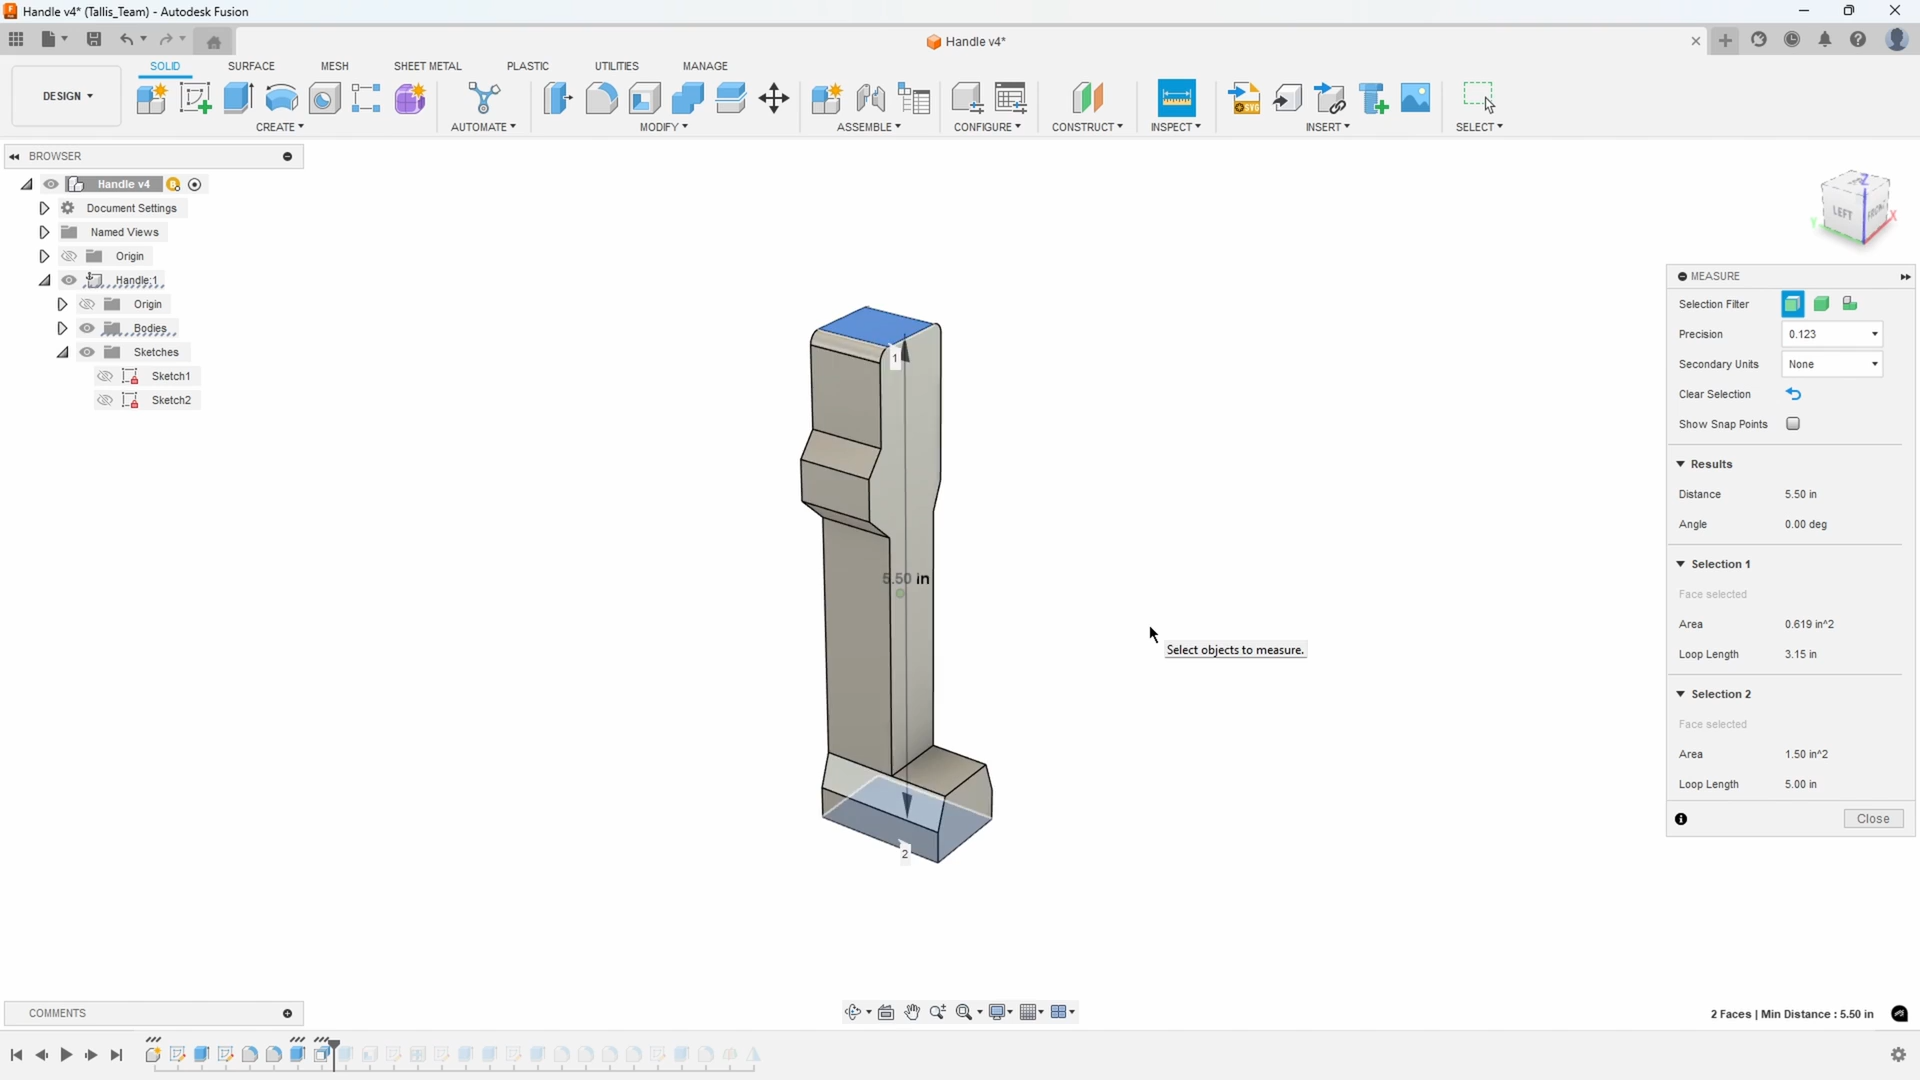 Handle v4* (Tallis_Team) - Autodesk Fusion
Handle v4*
SOLID SURFACE MESH SHEET METAL PLASTIC UTILITIES MANAGE
DESIGN
SVG
CREATE AUTOMATE MODIFY ASSEMBLE CONFIGURE CONSTRUCT INSPECT INSERT SELECT
BROWSER
Handle v4
Document Settings
Named Views
Origin
Handle:1
Origin
Bodies
Sketches
Sketch1
Sketch2
Z
LEFT FRONT
Y X
MEASURE
Selection Filter
Precision 0.123
Secondary Units None
Clear Selection
Show Snap Points
Results
Distance 5.50 in
Angle 0.00 deg
Selection 1
Face selected
Area 0.619 in^2
Loop Length 3.15 in
Selection 2
Face selected
Area 1.50 in^2
Loop Length 5.00 in
Close
1
5.50 in
2
Select objects to measure.
COMMENTS
2 Faces | Min Distance : 5.50 in